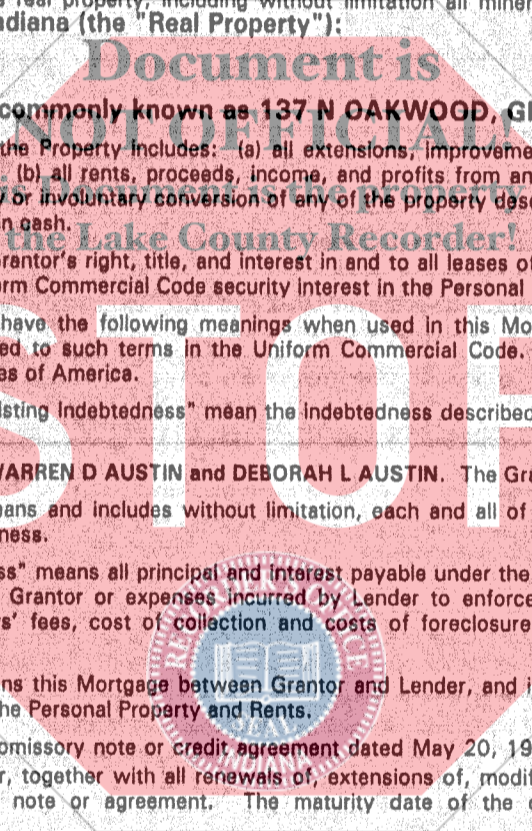 real property, including without limitation all miner
ndiana (the "Real Property"):
Document is
commonly known as 137 N OAKWOOD, G
NOT OFFICIAL!
the Property includes: (a) all extensions, improveme
(b) all rents, proceeds, income, and profits from an
is Document is the property
y or involuntary conversion of any of the property des
n cash.
the Lake County Recorder!
rantor's right, title, and interest in and to all leases of
rm Commercial Code security interest in the Personal
have the following meanings when used in this Mo
ed to such terms in the Uniform Commercial Code.
es of America.
STOP
isting Indebtedness" mean the indebtedness described
WARREN D AUSTIN and DEBORAH L AUSTIN. The Gra
eans and includes without limitation, each and all of
ness.
ss" means all principal and interest payable under the
Grantor or expenses incurred by Lender to enforce
rs' fees, cost of collection and costs of foreclosure
SEAL
INDIANA
ns this Mortgage between Grantor and Lender, and i
he Personal Property and Rents.
omissory note or credit agreement dated May 20, 19
r, together with all renewals of, extensions of, modif
note or agreement. The maturity date of the